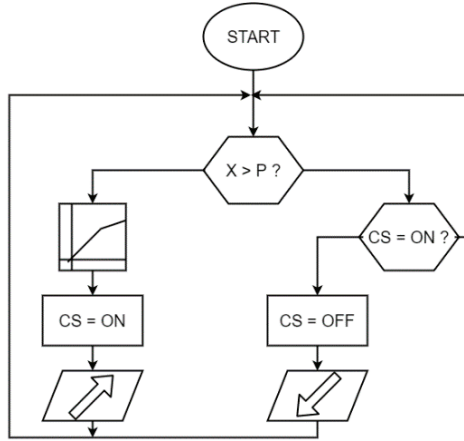 START
X > P ?
CS = ON ?
CS = ON
CS = OFF